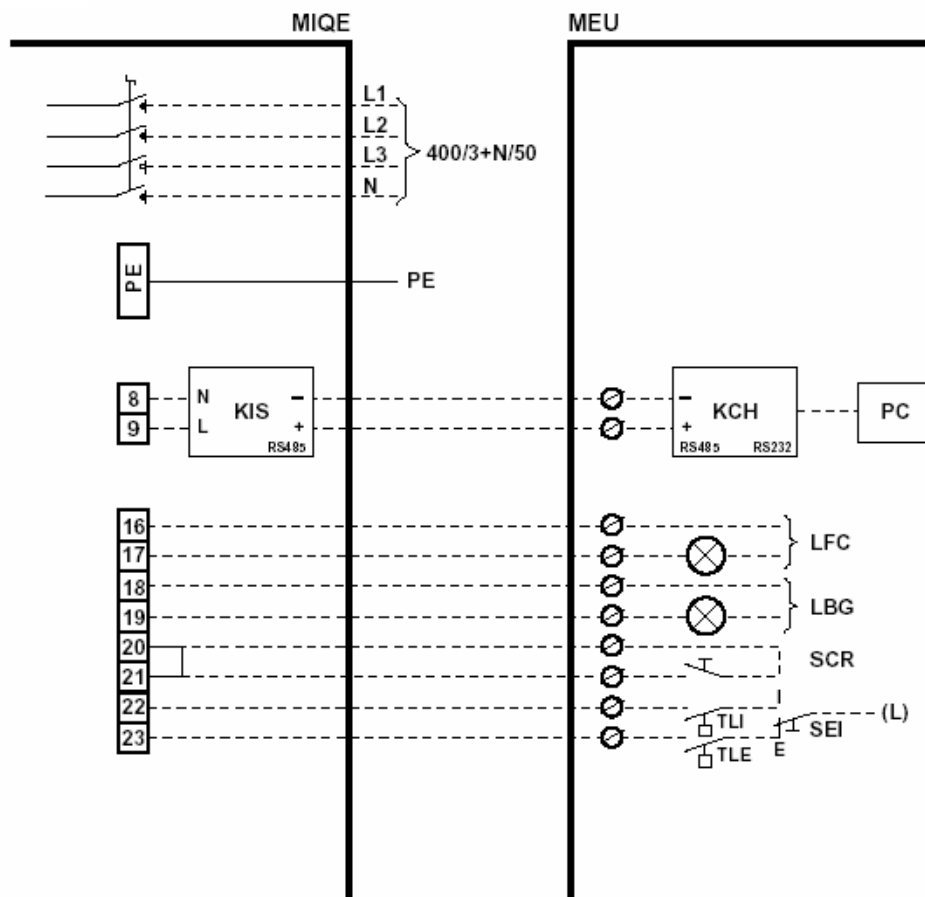 MIQE MEU
L1
L2
L3
N
400/3+N/50
PE PE
8 N KIS − − KCH PC
9 L + +
RS485 RS485 RS232
16
17 LFC
18
19 LBG
20
21 SCR
22 TLI (L)
23 TLE E SEI